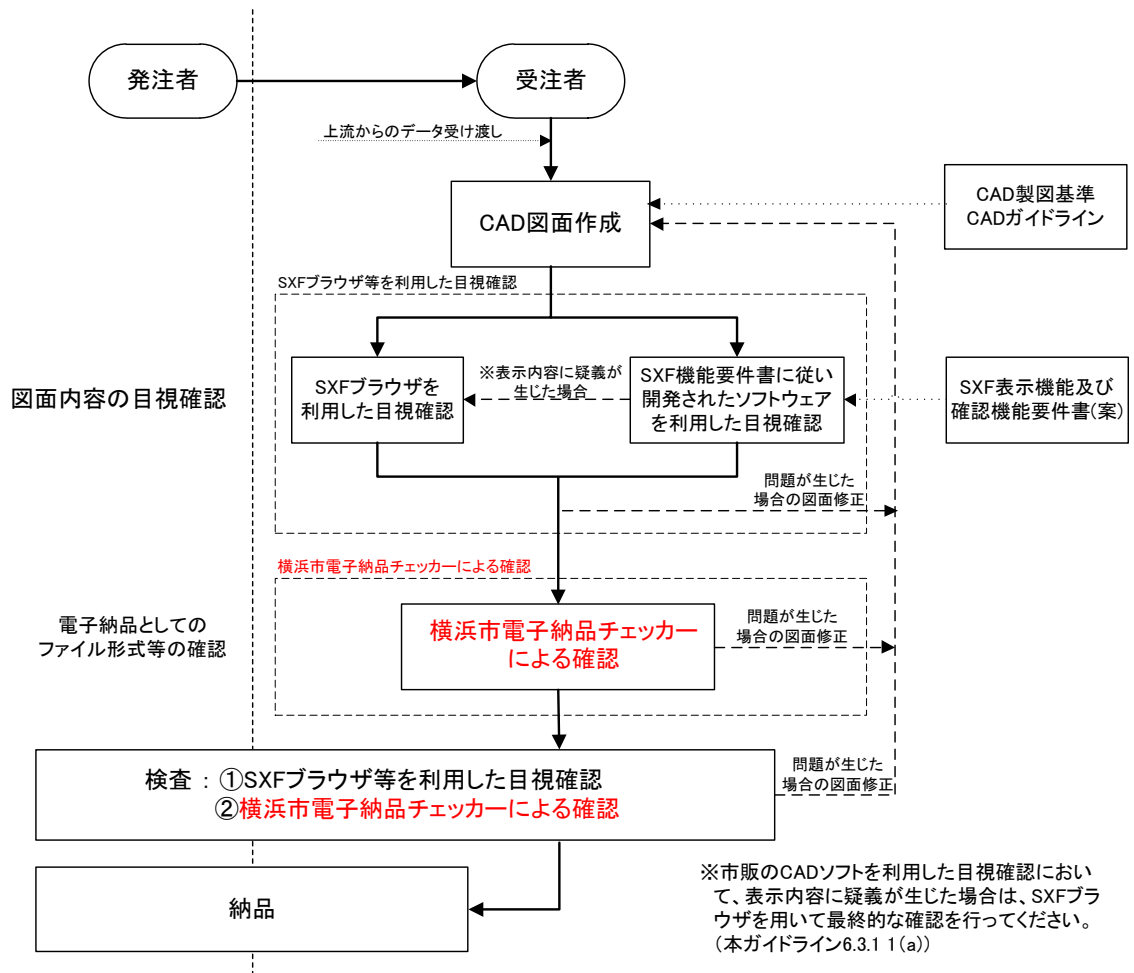 発注者
受注者
上流からのデータ受け渡し
CAD図面作成
CAD製図基準
CADガイドライン
SXFブラウザ等を利用した目視確認
図面内容の目視確認
SXFブラウザを
利用した目視確認
※表示内容に疑義が
生じた場合
SXF機能要件書に従い
開発されたソフトウェア
を利用した目視確認
SXF表示機能及び
確認機能要件書(案)
問題が生じた
場合の図面修正
横浜市電子納品チェッカーによる確認
電子納品としての
ファイル形式等の確認
横浜市電子納品チェッカー
による確認
問題が生じた
場合の図面修正
検査 : ①SXFブラウザ等を利用した目視確認
②横浜市電子納品チェッカーによる確認
問題が生じた
場合の図面修正
納品
※市販のCADソフトを利用した目視確認におい
て、表示内容に疑義が生じた場合は、SXFブラ
ウザを用いて最終的な確認を行ってください。
(本ガイドライン6.3.1 1(a))